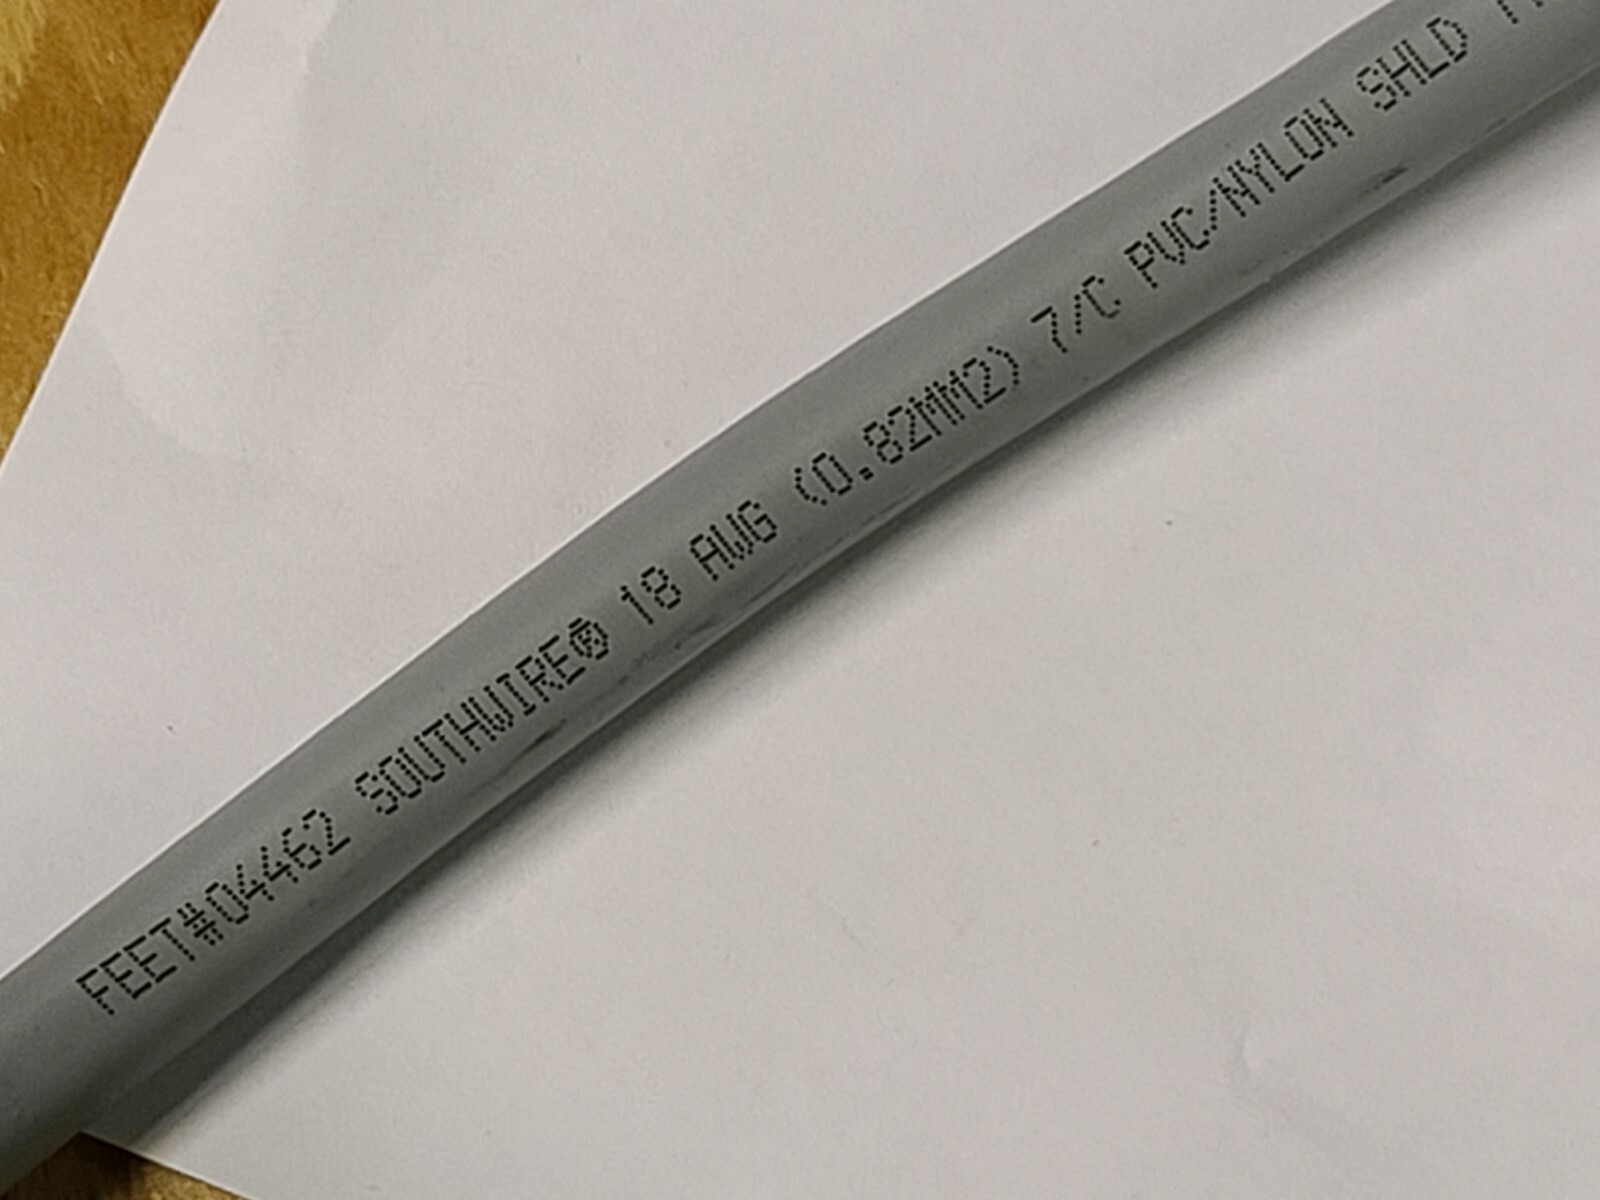 FEET#04462 SOUTHWIRE® 18 AWG (0.82MM2) 7/C PVC/NYLON SHLD